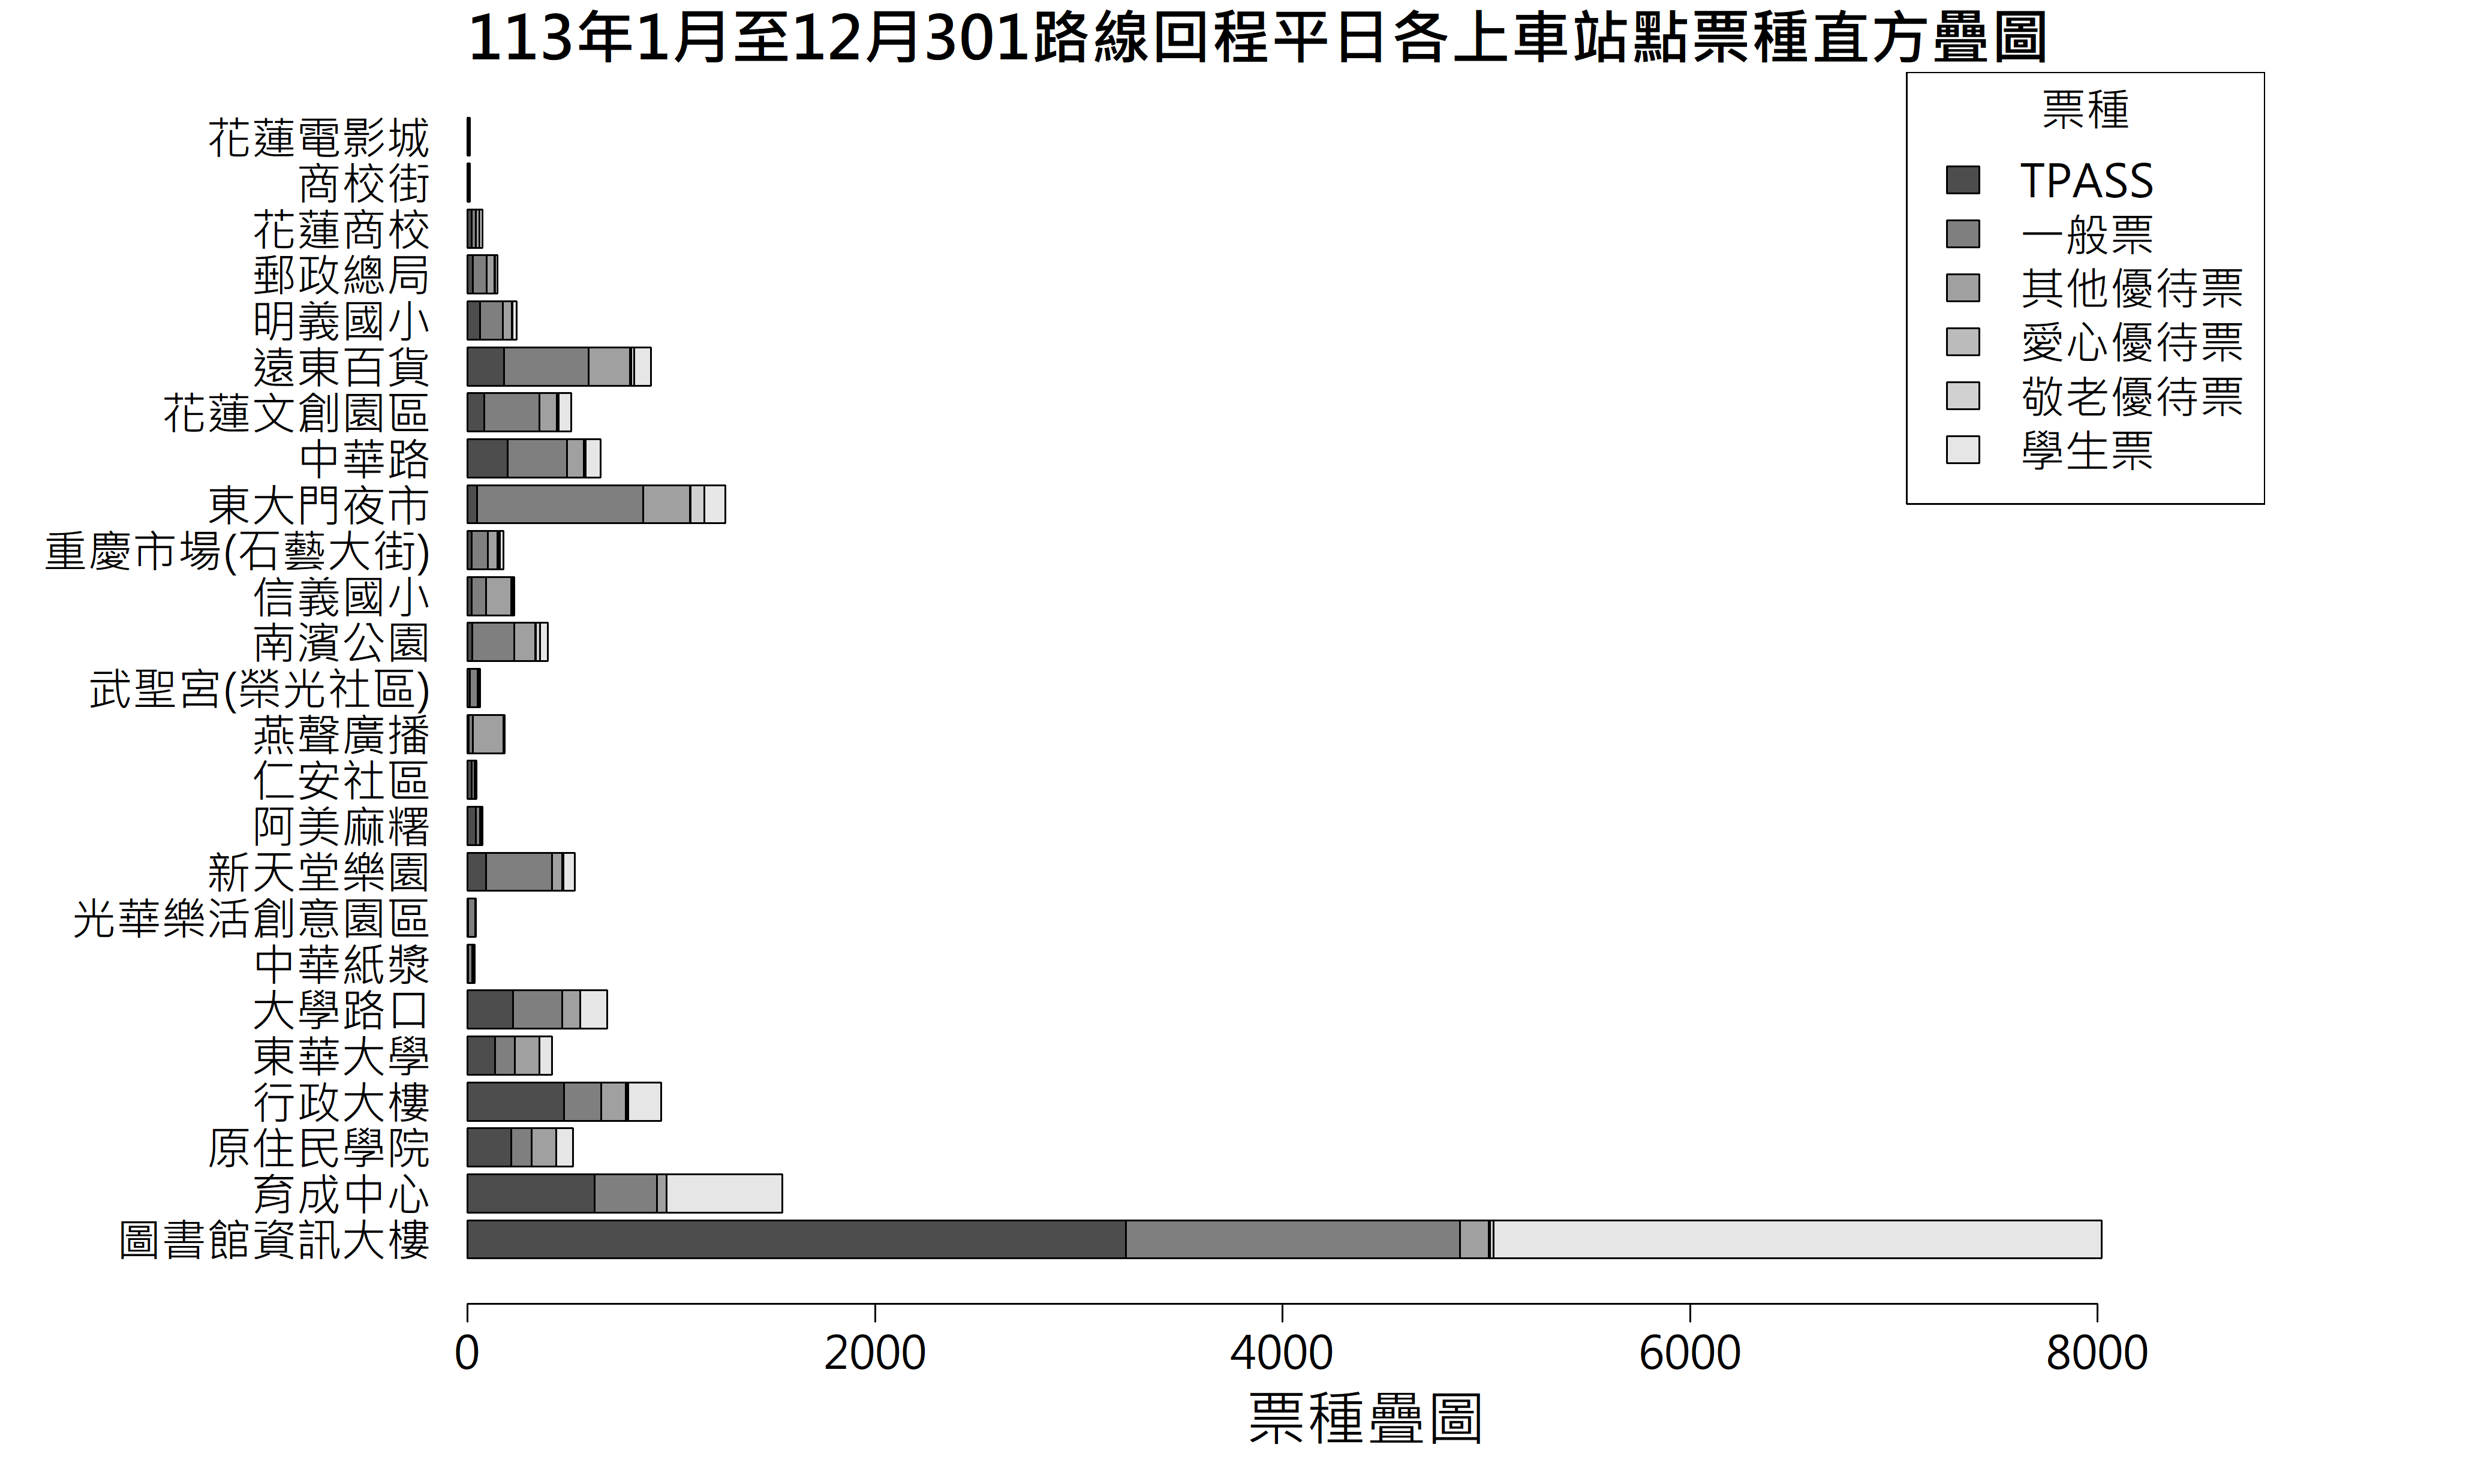 113年1月至12月301路線回程平日各上車站點票種直方疊圖
票種
TPASS
一般票
其他優待票
愛心優待票
敬老優待票
學生票
花蓮電影城
商校街
花蓮商校
郵政總局
明義國小
遠東百貨
花蓮文創園區
中華路
東大門夜市
重慶市場(石藝大街)
信義國小
南濱公園
武聖宮(榮光社區)
燕聲廣播
仁安社區
阿美麻糬
新天堂樂園
光華樂活創意園區
中華紙漿
大學路口
東華大學
行政大樓
原住民學院
育成中心
圖書館資訊大樓
0 2000 4000 6000 8000
票種疊圖